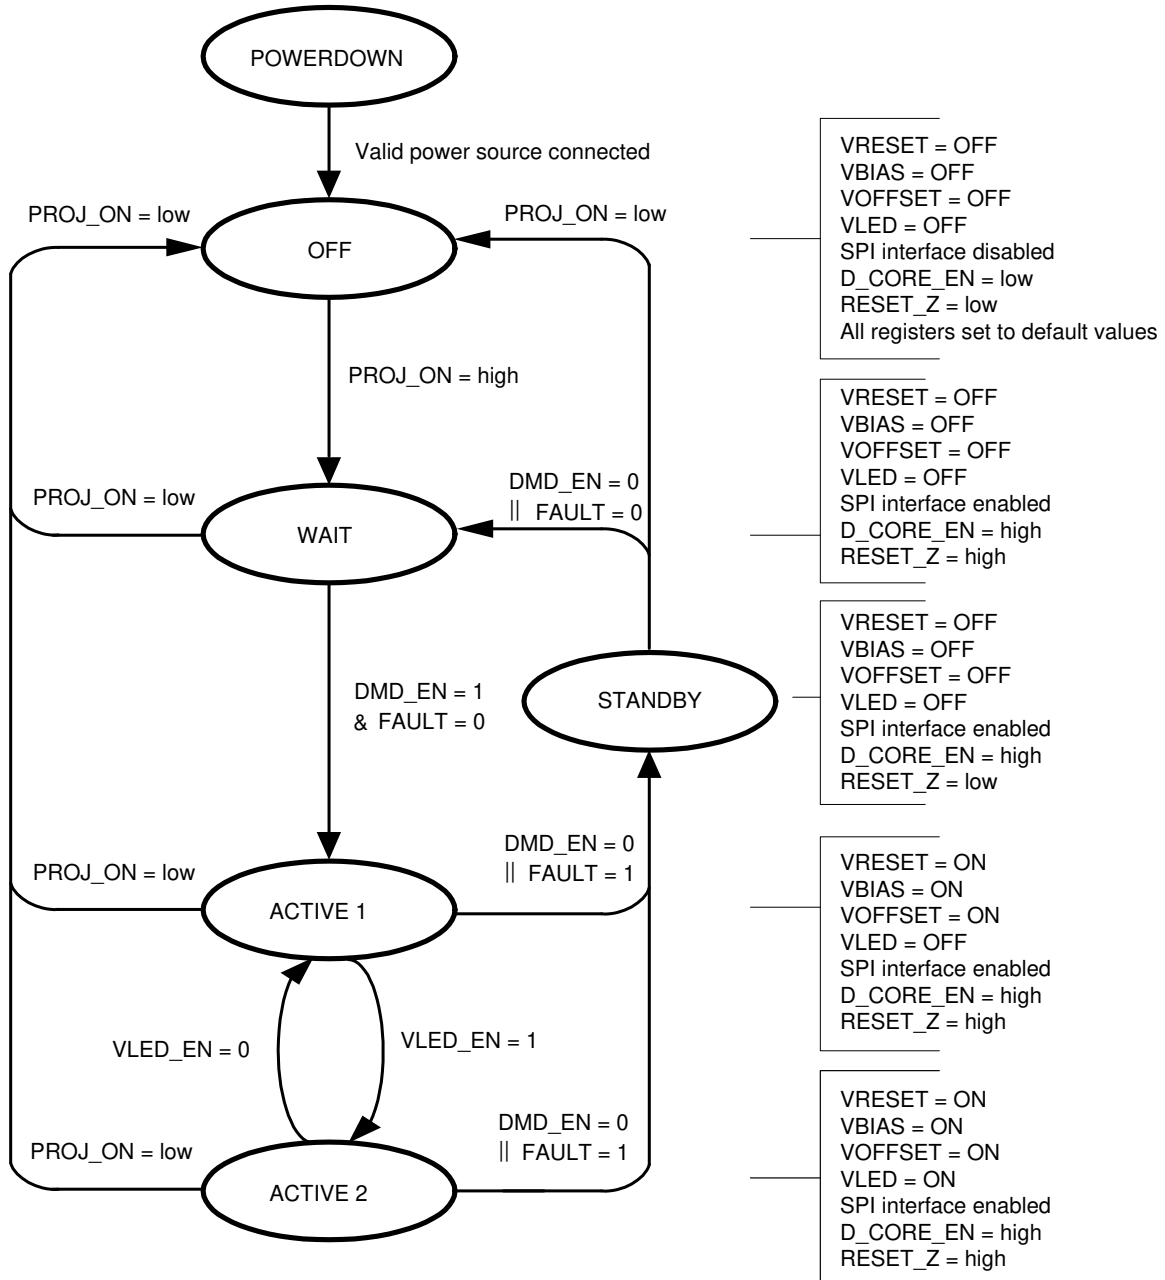 POWERDOWN
Valid power source connected
PROJ_ON = low
PROJ_ON = low
OFF
VRESET = OFF
VBIAS = OFF
VOFFSET = OFF
VLED = OFF
SPI interface disabled
D_CORE_EN = low
RESET_Z = low
All registers set to default values
PROJ_ON = high
PROJ_ON = low
DMD_EN = 0
|| FAULT = 0
WAIT
VRESET = OFF
VBIAS = OFF
VOFFSET = OFF
VLED = OFF
SPI interface enabled
D_CORE_EN = high
RESET_Z = high
DMD_EN = 1
& FAULT = 0
STANDBY
VRESET = OFF
VBIAS = OFF
VOFFSET = OFF
VLED = OFF
SPI interface enabled
D_CORE_EN = high
RESET_Z = low
PROJ_ON = low
DMD_EN = 0
|| FAULT = 1
ACTIVE 1
VRESET = ON
VBIAS = ON
VOFFSET = ON
VLED = OFF
SPI interface enabled
D_CORE_EN = high
RESET_Z = high
VLED_EN = 0
VLED_EN = 1
PROJ_ON = low
DMD_EN = 0
|| FAULT = 1
ACTIVE 2
VRESET = ON
VBIAS = ON
VOFFSET = ON
VLED = ON
SPI interface enabled
D_CORE_EN = high
RESET_Z = high